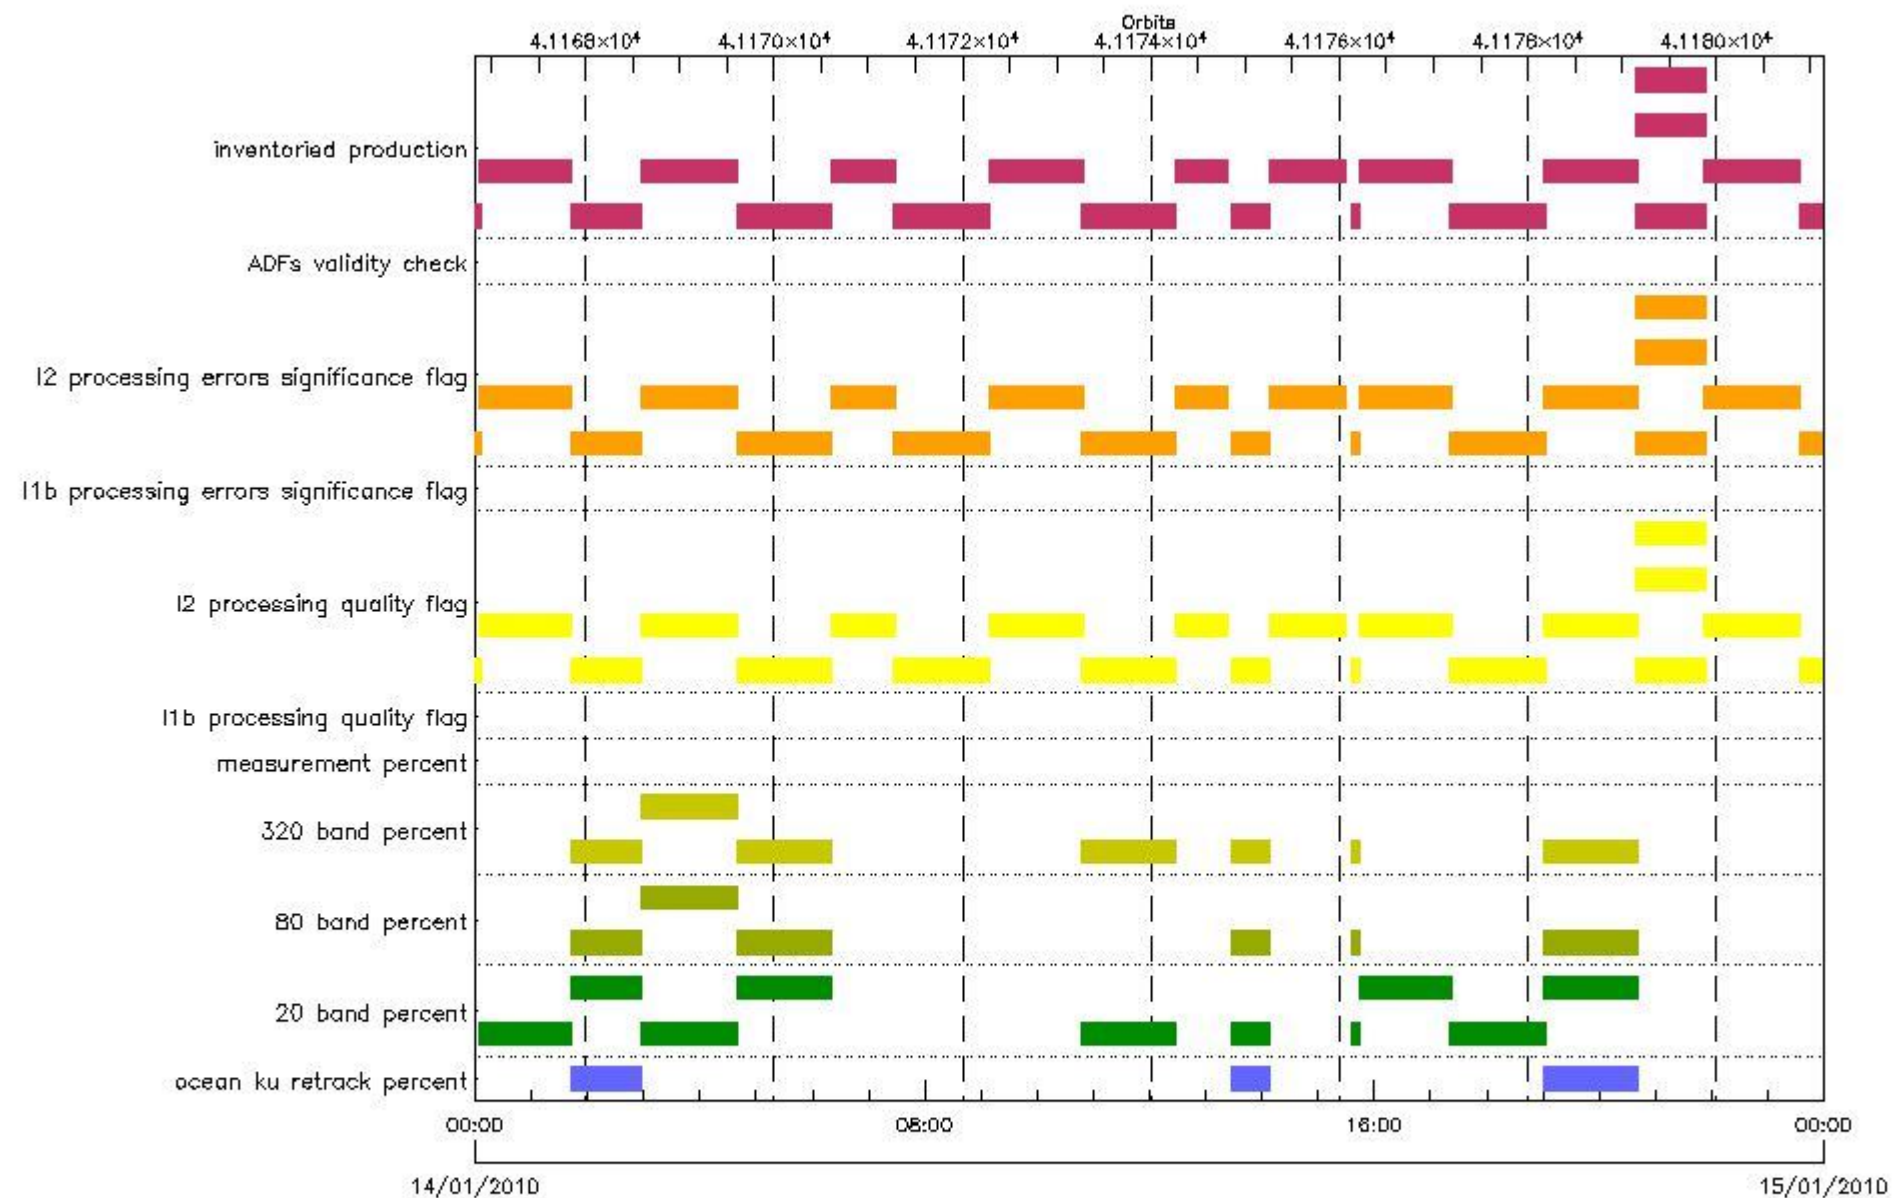 Orbits
4.1168×10⁴ 4.1170×10⁴ 4.1172×10⁴ 4.1174×10⁴ 4.1176×10⁴ 4.1178×10⁴ 4.1180×10⁴
inventoried production
ADFs validity check
l2 processing errors significance flag
l1b processing errors significance flag
l2 processing quality flag
l1b processing quality flag
measurement percent
320 band percent
80 band percent
20 band percent
ocean ku retrack percent
00:00 08:00 16:00 00:00
14/01/2010 15/01/2010